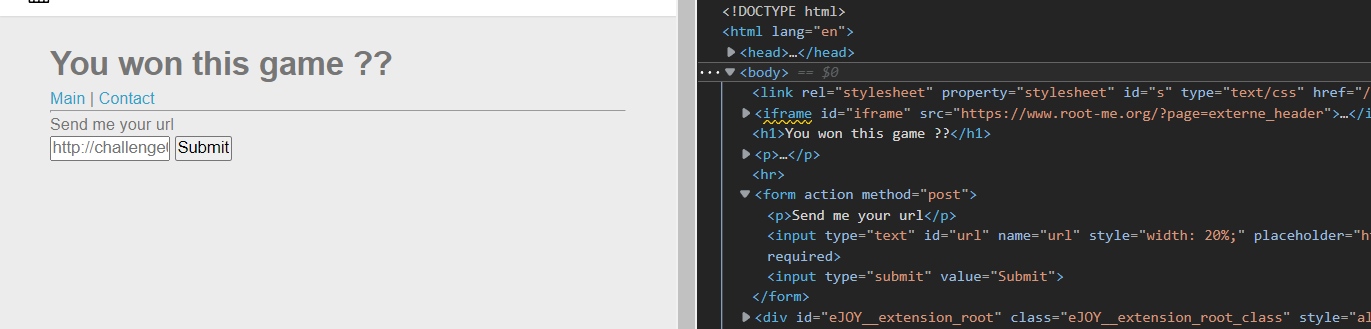 You won this game ??
Main | Contact
Send me your url
http://challenge
Submit
<!DOCTYPE html>
<html lang="en">
<head>…</head>
<body> == $0
<link rel="stylesheet" property="stylesheet" id="s" type="text/css" href="/
<iframe id="iframe" src="https://www.root-me.org/?page=externe_header">…</i
<h1>You won this game ??</h1>
<p>…</p>
<hr>
<form action method="post">
<p>Send me your url</p>
<input type="text" id="url" name="url" style="width: 20%;" placeholder="ht
required>
<input type="submit" value="Submit">
</form>
<div id="eJOY__extension_root" class="eJOY__extension_root_class" style="al